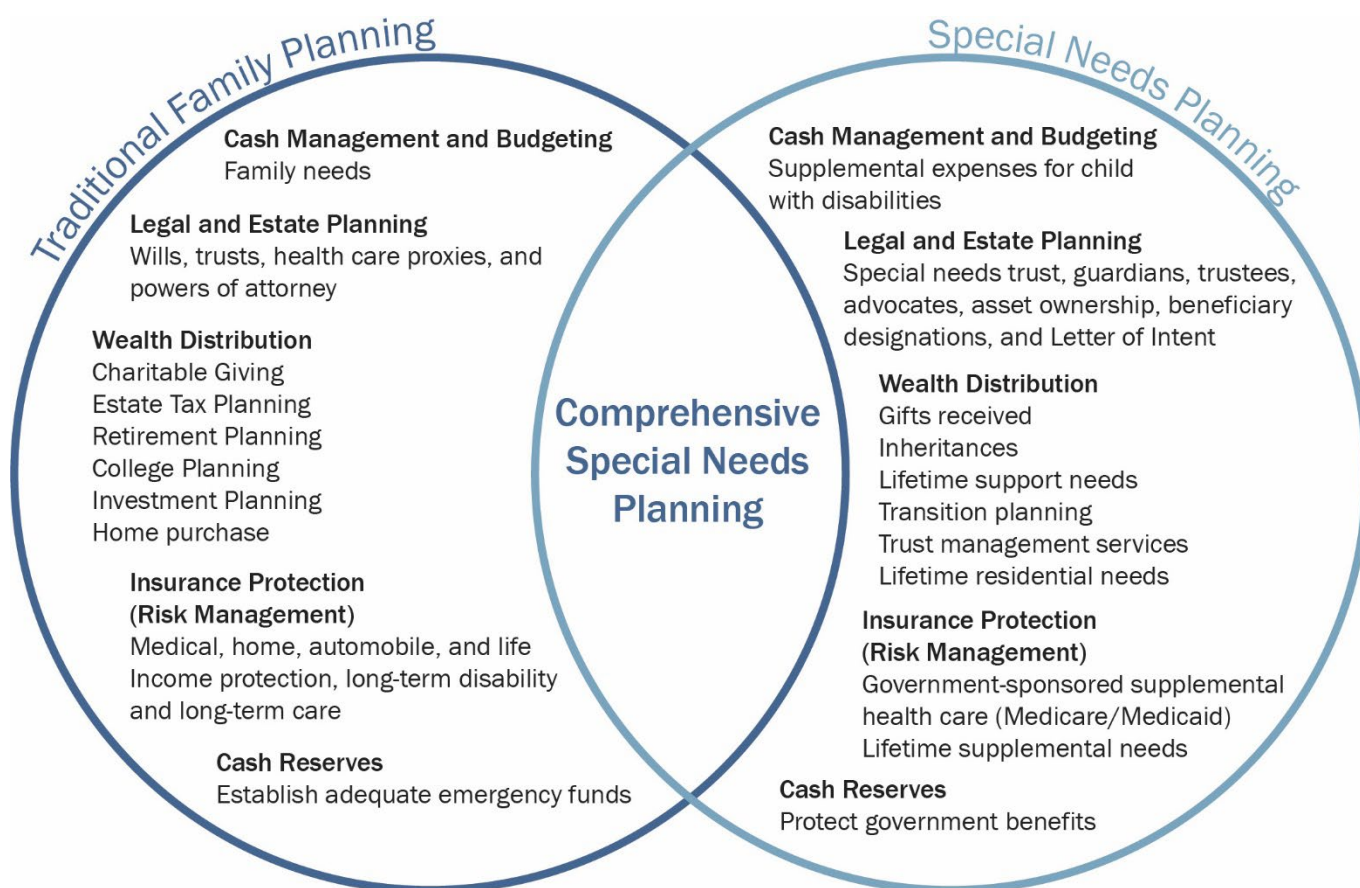 Traditional Family Planning
Cash Management and Budgeting
Family needs
Legal and Estate Planning
Wills, trusts, health care proxies, and
powers of attorney
Wealth Distribution
Charitable Giving
Estate Tax Planning
Retirement Planning
College Planning
Investment Planning
Home purchase
Insurance Protection
(Risk Management)
Medical, home, automobile, and life
Income protection, long-term disability
and long-term care
Cash Reserves
Establish adequate emergency funds
Comprehensive
Special Needs
Planning
Special Needs Planning
Cash Management and Budgeting
Supplemental expenses for child
with disabilities
Legal and Estate Planning
Special needs trust, guardians, trustees,
advocates, asset ownership, beneficiary
designations, and Letter of Intent
Wealth Distribution
Gifts received
Inheritances
Lifetime support needs
Transition planning
Trust management services
Lifetime residential needs
Insurance Protection
(Risk Management)
Government-sponsored supplemental
health care (Medicare/Medicaid)
Lifetime supplemental needs
Cash Reserves
Protect government benefits